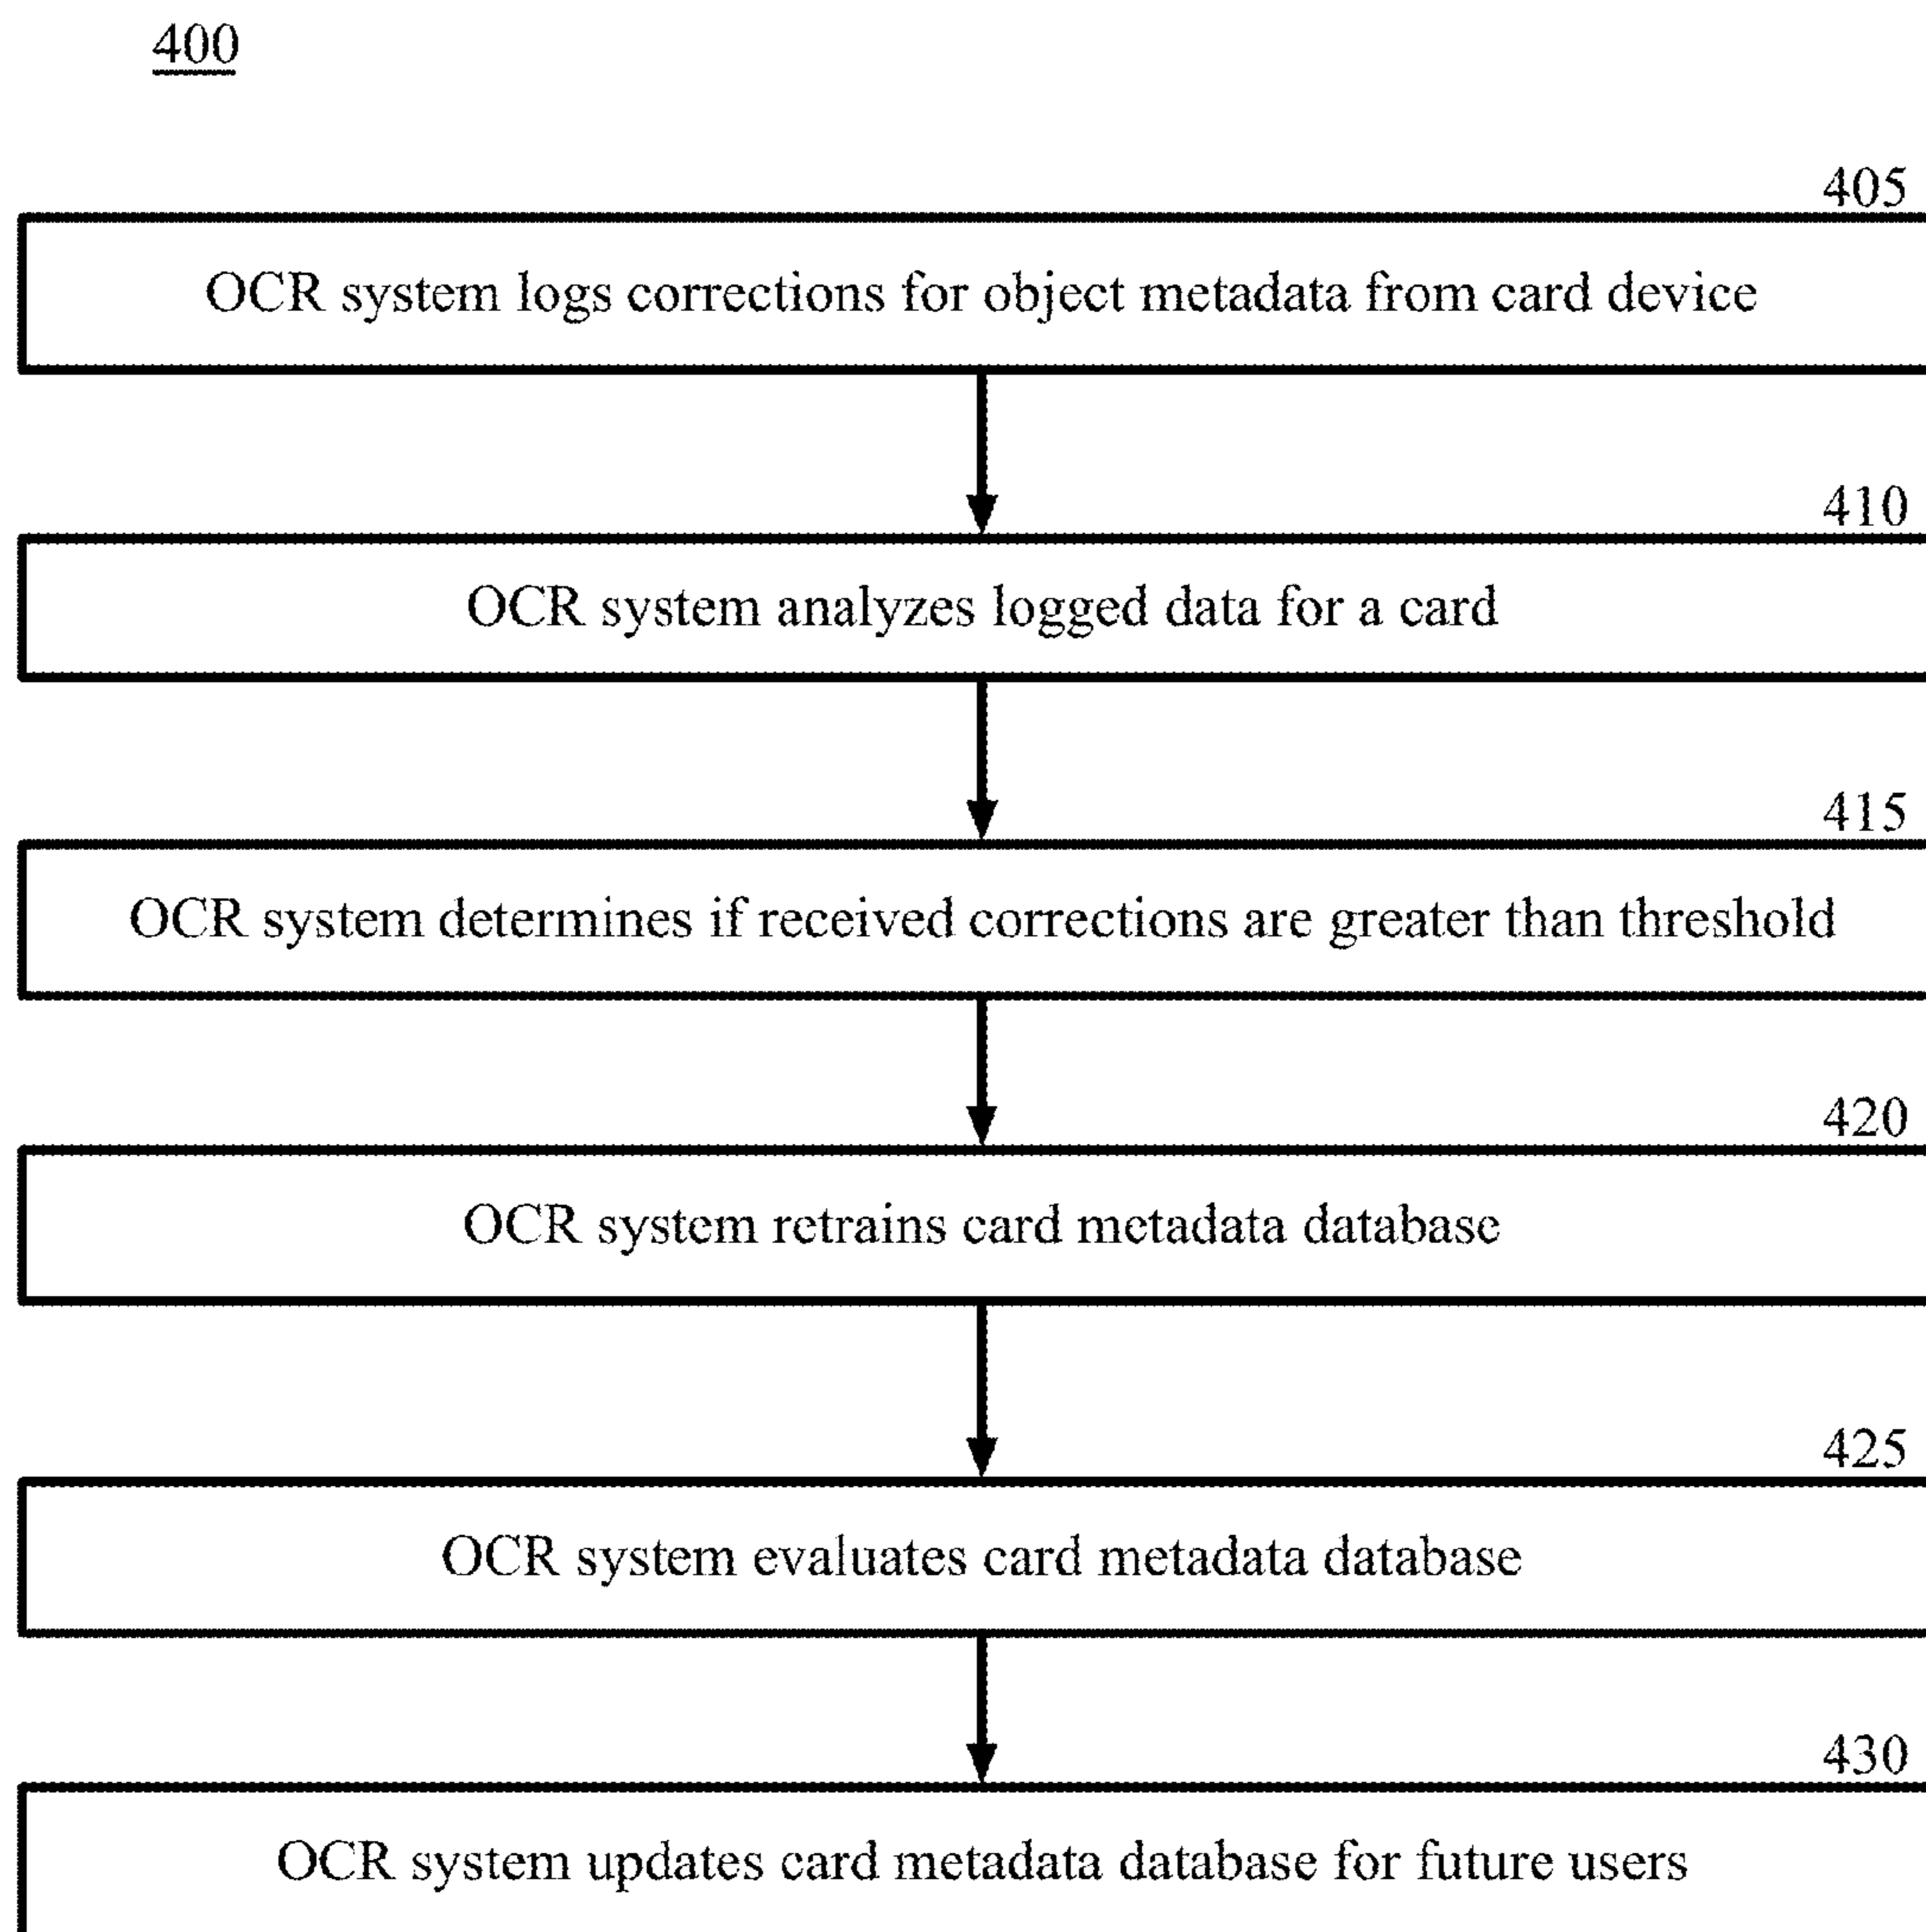 400
405
OCR system logs corrections for object metadata from card device
410
OCR system analyzes logged data for a card
415
OCR system determines if received corrections are greater than threshold
420
OCR system retrains card metadata database
425
OCR system evaluates card metadata database
430
OCR system updates card metadata database for future users